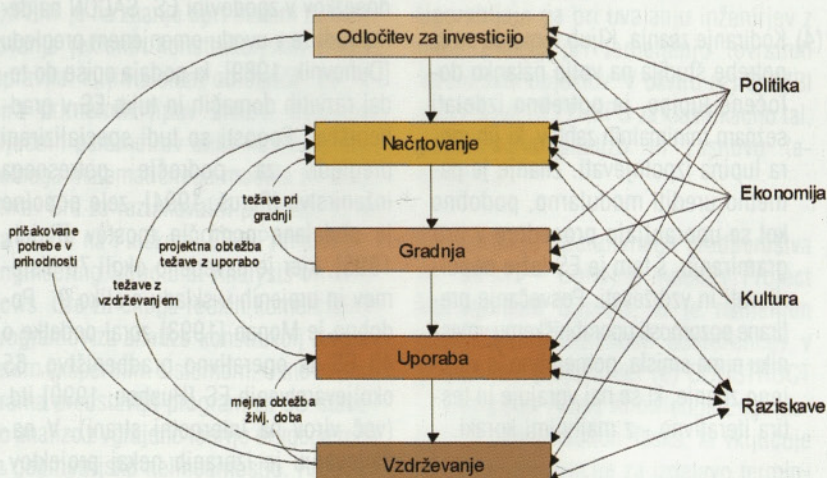 Odločitev za investicijo
Načrtovanje
Gradnja
Uporaba
Vzdrževanje
težave pri
gradnji
pričakovane
potrebe v
prihodnosti
projektna obtežba
težave z uporabo
težave z
vzdrževanjem
mejna obtežba
življ. doba
Politika
Ekonomija
Kultura
Raziskave